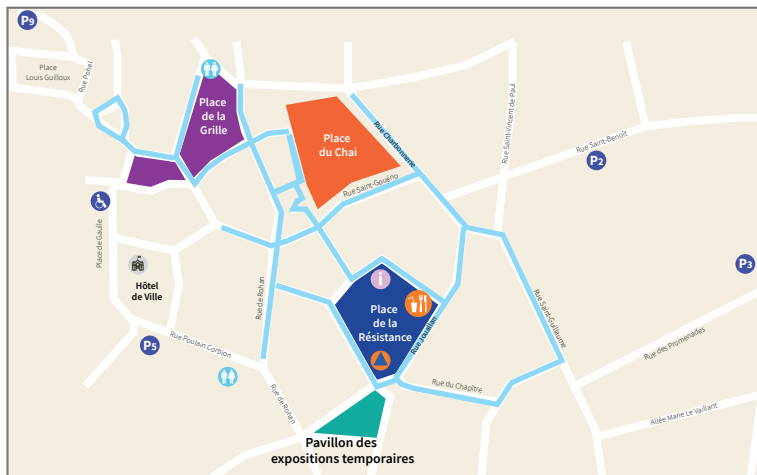 P9
Place
Louis Guilloux
Rue Pohel
Place
de la
Grille
Place
du Chai
Rue Charbonnerie
Rue Saint-Gouéno
Rue Saint-Vincent de Paul
Rue Saint-Benoît
P2
Place de Gaulle
Hôtel
de Ville
P3
i
Place
de la
Résistance
Rue Jouallan
Rue de Rohan
Rue Saint-Guillaume
P5
Rue Poulain Corbion
Rue des Promenades
Rue du Chapître
Rue de Rohan
Allée Marie Le Vaillant
Pavillon des
expositions temporaires